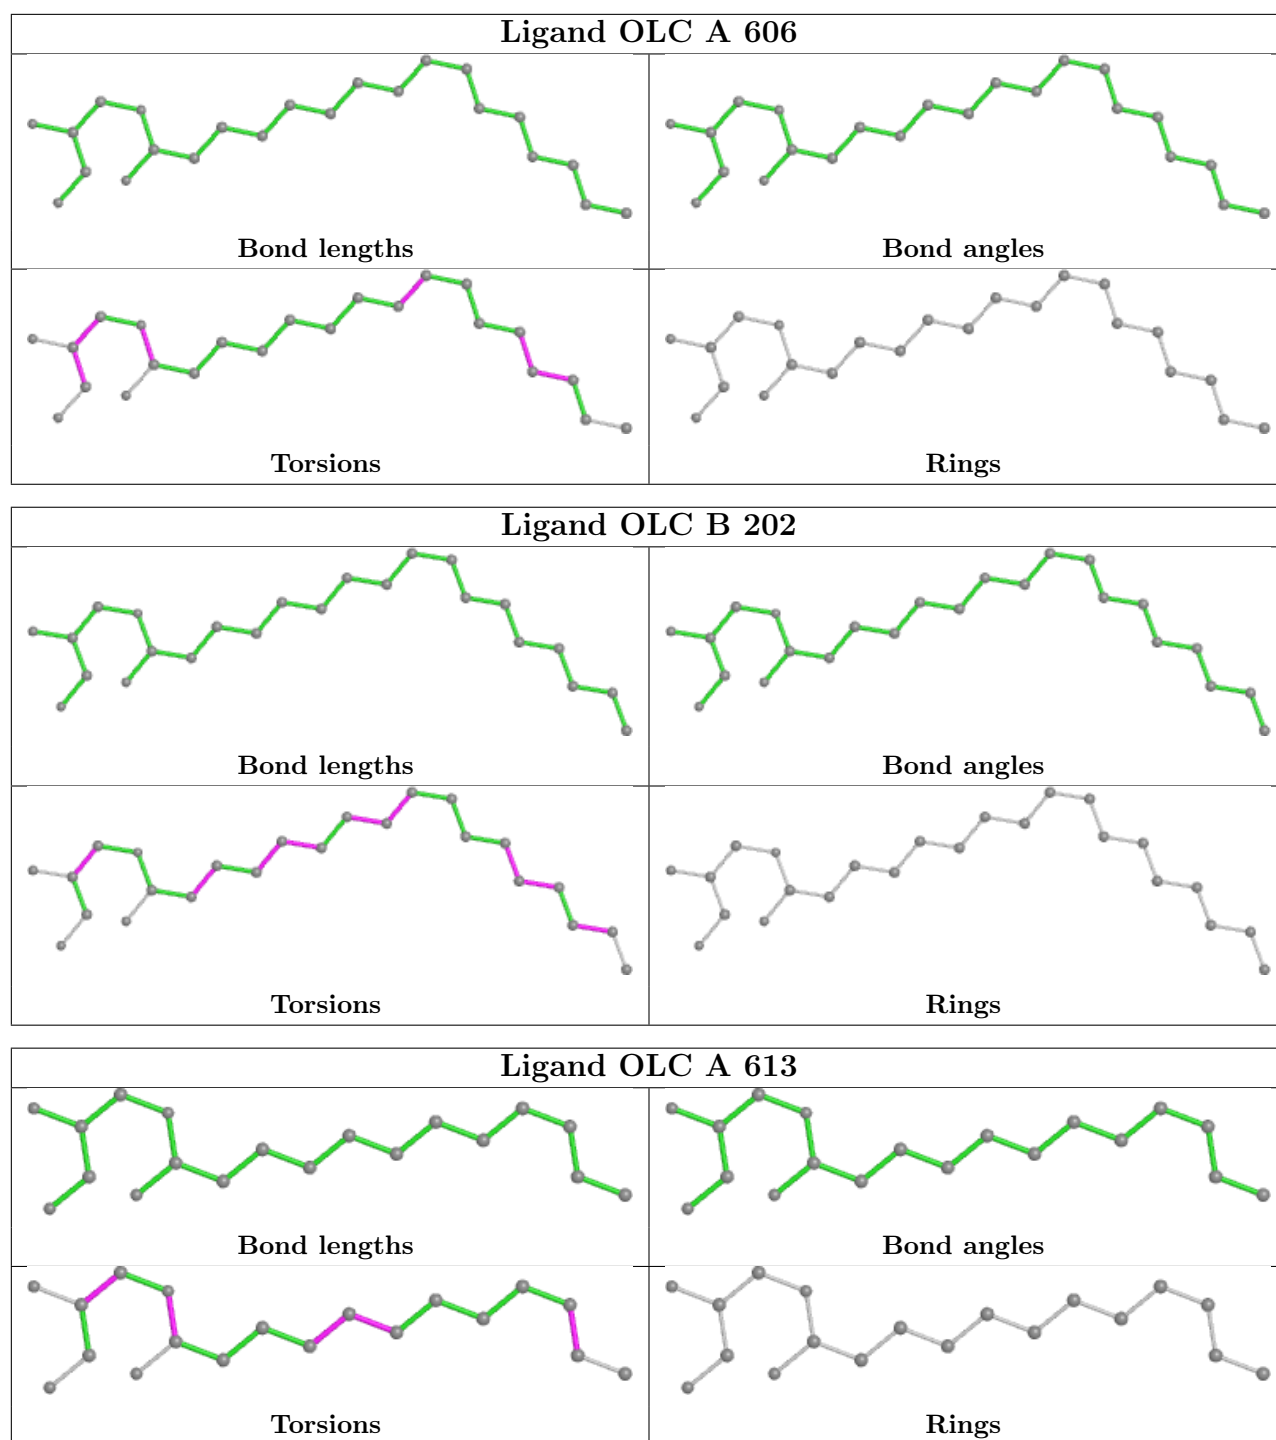 Ligand OLC A 606
Bond lengths
Bond angles
Torsions
Rings
Ligand OLC B 202
Bond lengths
Bond angles
Torsions
Rings
Ligand OLC A 613
Bond lengths
Bond angles
Torsions
Rings